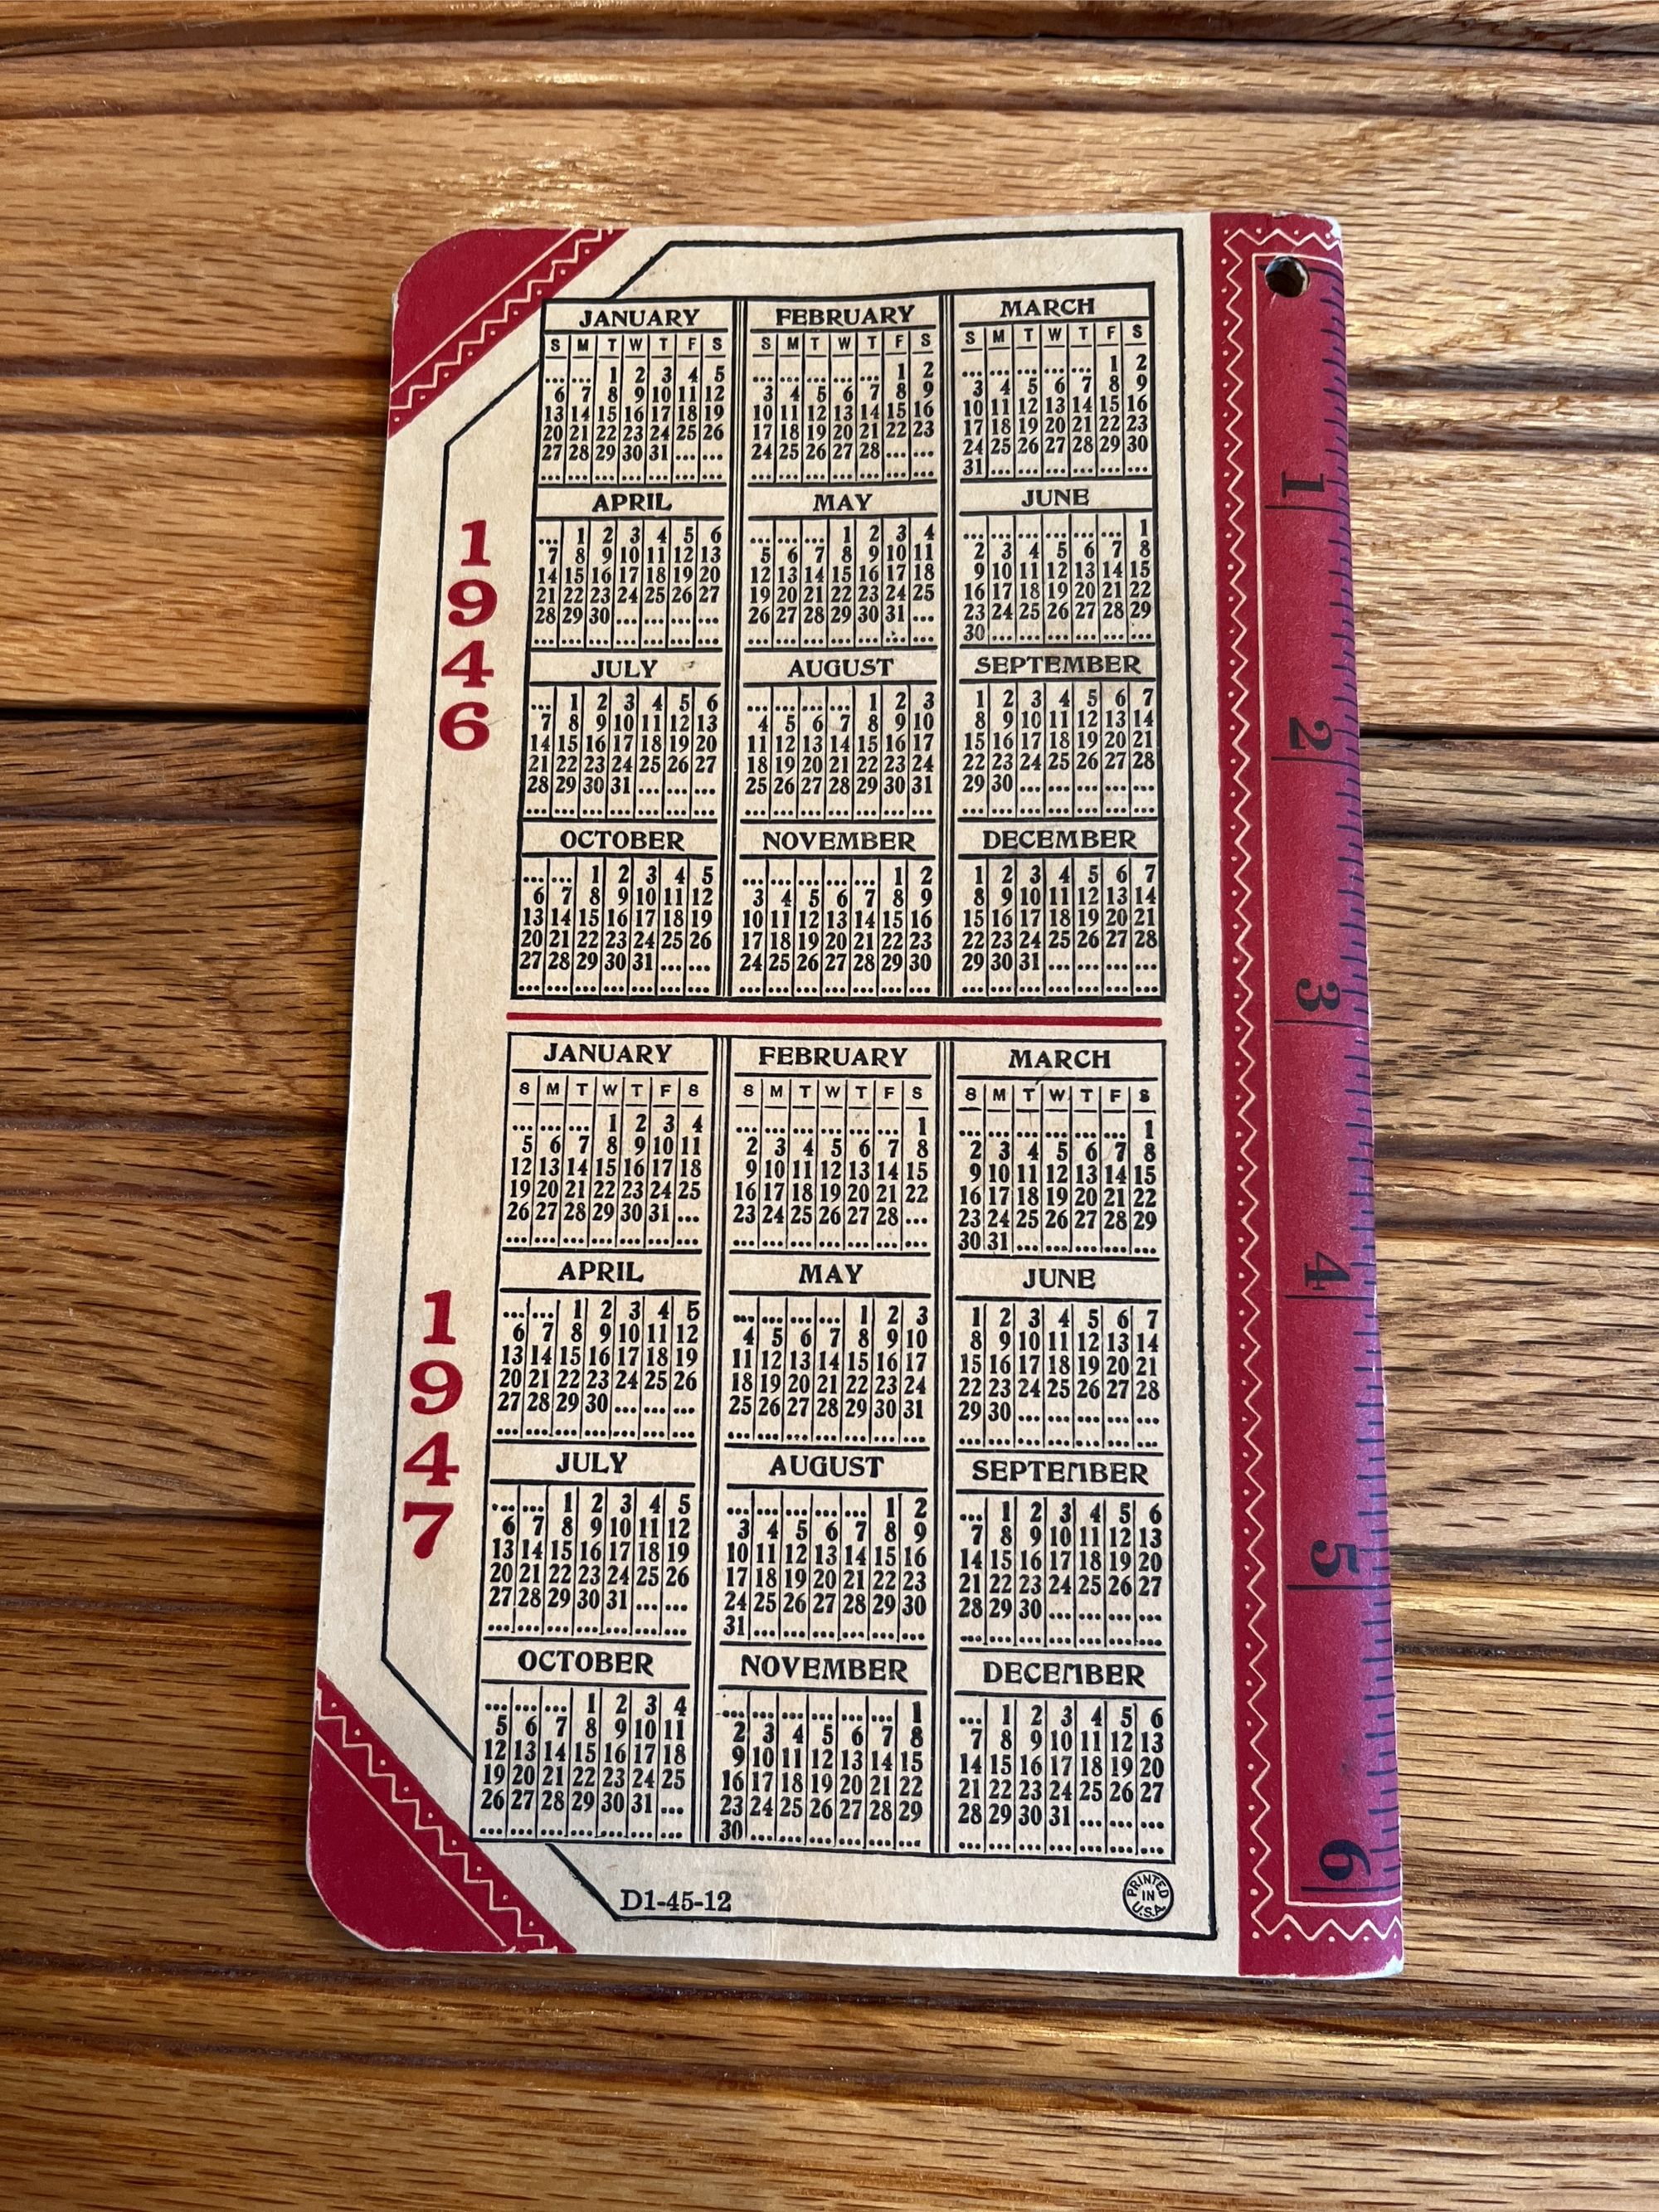 1946
JANUARY
S M T W T F S
1 2 3 4 5
6 7 8 9 10 11 12
13 14 15 16 17 18 19
20 21 22 23 24 25 26
27 28 29 30 31
FEBRUARY
S M T W T F S
1 2
3 4 5 6 7 8 9
10 11 12 13 14 15 16
17 18 19 20 21 22 23
24 25 26 27 28
MARCH
S M T W T F S
1 2
3 4 5 6 7 8 9
10 11 12 13 14 15 16
17 18 19 20 21 22 23
24 25 26 27 28 29 30
31
APRIL
1 2 3 4 5 6
7 8 9 10 11 12 13
14 15 16 17 18 19 20
21 22 23 24 25 26 27
28 29 30
MAY
1 2 3 4
5 6 7 8 9 10 11
12 13 14 15 16 17 18
19 20 21 22 23 24 25
26 27 28 29 30 31
JUNE
1
2 3 4 5 6 7 8
9 10 11 12 13 14 15
16 17 18 19 20 21 22
23 24 25 26 27 28 29
30
JULY
1 2 3 4 5 6
7 8 9 10 11 12 13
14 15 16 17 18 19 20
21 22 23 24 25 26 27
28 29 30 31
AUGUST
1 2 3
4 5 6 7 8 9 10
11 12 13 14 15 16 17
18 19 20 21 22 23 24
25 26 27 28 29 30 31
SEPTEMBER
1 2 3 4 5 6 7
8 9 10 11 12 13 14
15 16 17 18 19 20 21
22 23 24 25 26 27 28
29 30
OCTOBER
1 2 3 4 5
6 7 8 9 10 11 12
13 14 15 16 17 18 19
20 21 22 23 24 25 26
27 28 29 30 31
NOVEMBER
1 2
3 4 5 6 7 8 9
10 11 12 13 14 15 16
17 18 19 20 21 22 23
24 25 26 27 28 29 30
DECEMBER
1 2 3 4 5 6 7
8 9 10 11 12 13 14
15 16 17 18 19 20 21
22 23 24 25 26 27 28
29 30 31
1947
JANUARY
S M T W T F S
1 2 3 4
5 6 7 8 9 10 11
12 13 14 15 16 17 18
19 20 21 22 23 24 25
26 27 28 29 30 31
FEBRUARY
S M T W T F S
1
2 3 4 5 6 7 8
9 10 11 12 13 14 15
16 17 18 19 20 21 22
23 24 25 26 27 28
MARCH
S M T W T F S
1
2 3 4 5 6 7 8
9 10 11 12 13 14 15
16 17 18 19 20 21 22
23 24 25 26 27 28 29
30 31
APRIL
1 2 3 4 5
6 7 8 9 10 11 12
13 14 15 16 17 18 19
20 21 22 23 24 25 26
27 28 29 30
MAY
1 2 3
4 5 6 7 8 9 10
11 12 13 14 15 16 17
18 19 20 21 22 23 24
25 26 27 28 29 30 31
JUNE
1 2 3 4 5 6 7
8 9 10 11 12 13 14
15 16 17 18 19 20 21
22 23 24 25 26 27 28
29 30
JULY
1 2 3 4 5
6 7 8 9 10 11 12
13 14 15 16 17 18 19
20 21 22 23 24 25 26
27 28 29 30 31
AUGUST
1 2
3 4 5 6 7 8 9
10 11 12 13 14 15 16
17 18 19 20 21 22 23
24 25 26 27 28 29 30
31
SEPTEMBER
1 2 3 4 5 6
7 8 9 10 11 12 13
14 15 16 17 18 19 20
21 22 23 24 25 26 27
28 29 30
OCTOBER
1 2 3 4
5 6 7 8 9 10 11
12 13 14 15 16 17 18
19 20 21 22 23 24 25
26 27 28 29 30 31
NOVEMBER
1
2 3 4 5 6 7 8
9 10 11 12 13 14 15
16 17 18 19 20 21 22
23 24 25 26 27 28 29
30
DECEMBER
1 2 3 4 5 6
7 8 9 10 11 12 13
14 15 16 17 18 19 20
21 22 23 24 25 26 27
28 29 30 31
D1-45-12
PRINTED IN U.S.A.
1 2 3 4 5 6